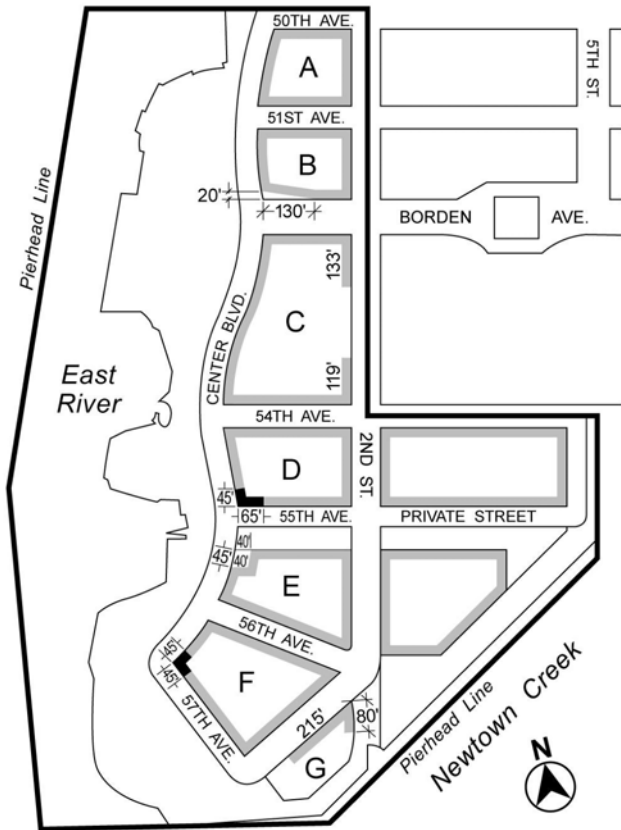 50TH AVE.
A
5TH ST.
51ST AVE.
B
20'
130'
BORDEN AVE.
Pierhead Line
133'
C
CENTER BLVD.
119'
East
River
54TH AVE.
2ND ST.
D
45'
65'
55TH AVE.
PRIVATE STREET
40'
45'
40'
E
56TH AVE.
45'
45'
F
57TH AVE.
215'
80'
G
Pierhead Line
Newtown Creek
N